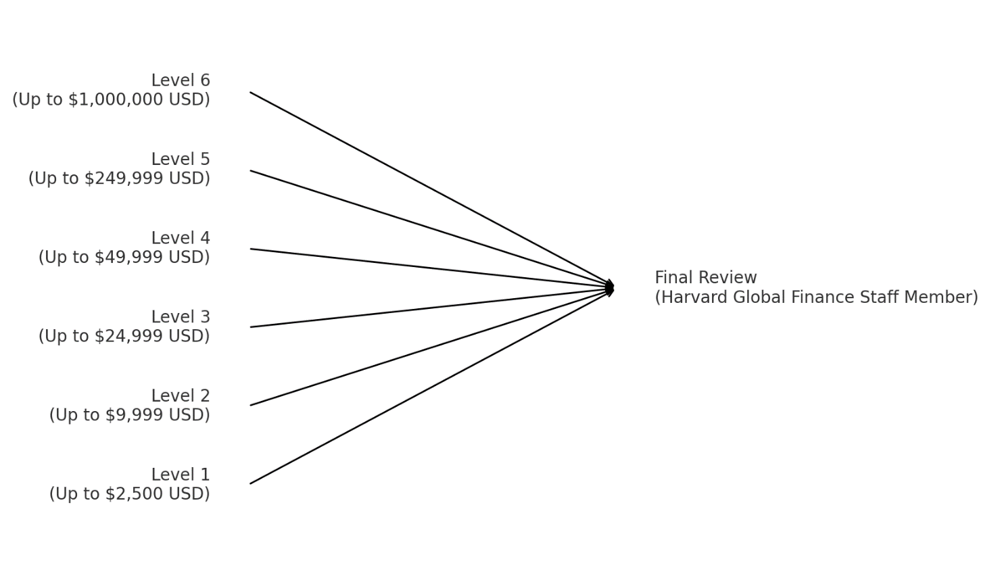 Level 6
(Up to $1,000,000 USD)
Level 5
(Up to $249,999 USD)
Level 4
(Up to $49,999 USD)
Final Review
(Harvard Global Finance Staff Member)
Level 3
(Up to $24,999 USD)
Level 2
(Up to $9,999 USD)
Level 1
(Up to $2,500 USD)